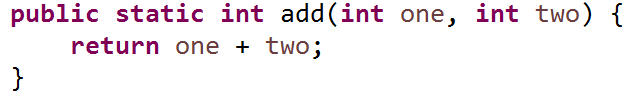 public static int add(int one, int two) {
    return one + two;
}